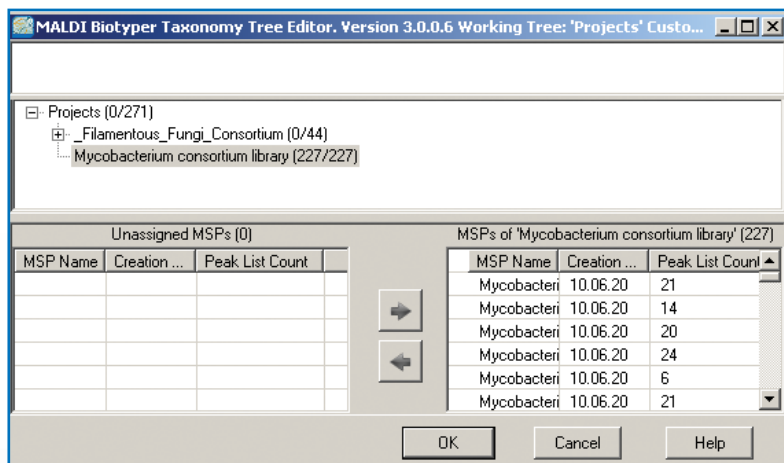 MALDI Biotyper Taxonomy Tree Editor. Version 3.0.0.6 Working Tree: 'Projects' Custo...
Projects (0/271)
_Filamentous_Fungi_Consortium (0/44)
Mycobacterium consortium library (227/227)
Unassigned MSPs (0) MSPs of 'Mycobacterium consortium library' (227)
MSP Name Creation ... Peak List Count MSP Name Creation ... Peak List Count
Mycobacteri 10.06.20 21
Mycobacteri 10.06.20 14
Mycobacteri 10.06.20 20
Mycobacteri 10.06.20 24
Mycobacteri 10.06.20 6
Mycobacteri 10.06.20 21
OK Cancel Help